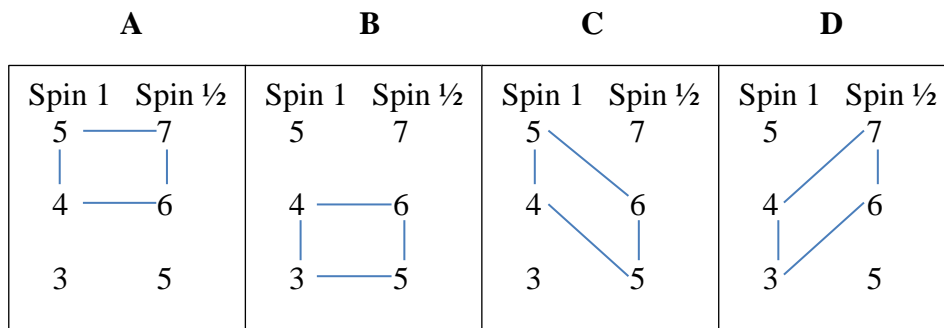 A B C D
Spin 1 Spin ½ Spin 1 Spin ½ Spin 1 Spin ½ Spin 1 Spin ½
5 7 5 7 5 7 5 7
4 6 4 6 4 6 4 6
3 5 3 5 3 5 3 5